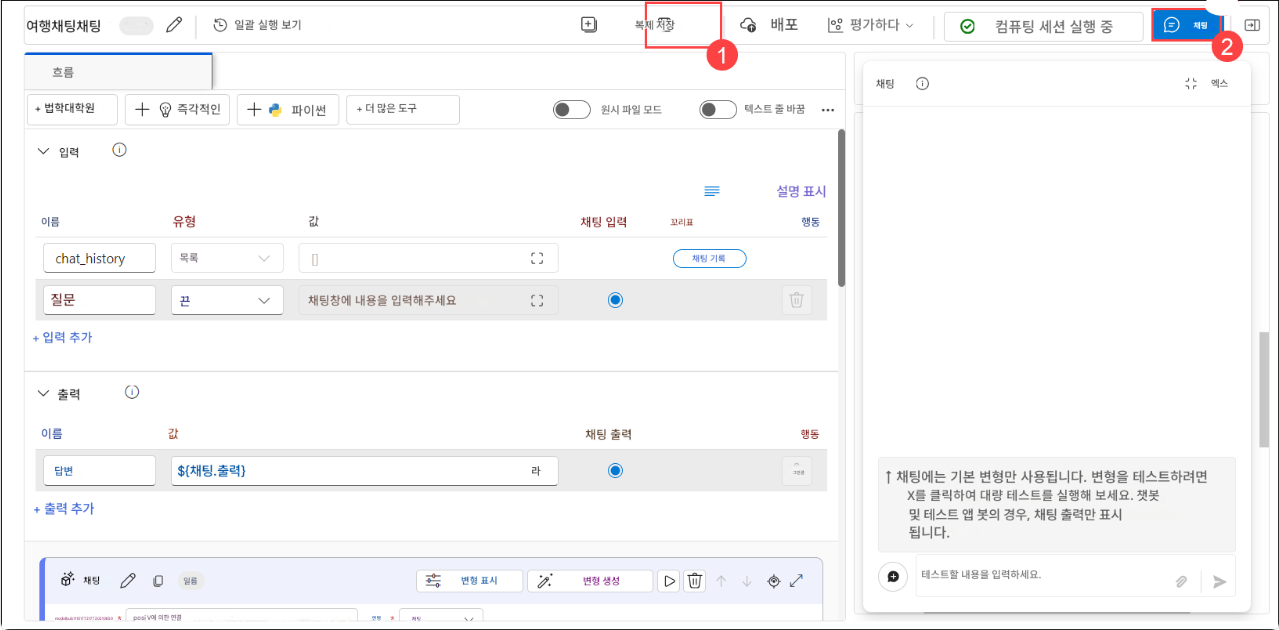 여행채팅채팅
일괄 실행 보기
복제 저장
배포
평가하다
컴퓨팅 세션 실행 중
채팅
1
2
흐름
+ 법학대학원
즉각적인
파이썬
+ 더 많은 도구
원시 파일 모드
텍스트 줄 바꿈
입력
설명 표시
이름 유형 값 채팅 입력 꼬리표 행동
chat_history 목록 [] 채팅 기록
질문 끈 채팅창에 내용을 입력해주세요
+ 입력 추가
출력
이름 값 채팅 출력 행동
답변 ${채팅.출력} 라
+ 출력 추가
채팅
변형 표시
변형 생성
채팅
엑스
↑ 채팅에는 기본 변형만 사용됩니다. 변형을 테스트하려면
X를 클릭하여 대량 테스트를 실행해 보세요. 챗봇
및 테스트 앱 봇의 경우, 채팅 출력만 표시
됩니다.
테스트할 내용을 입력하세요.